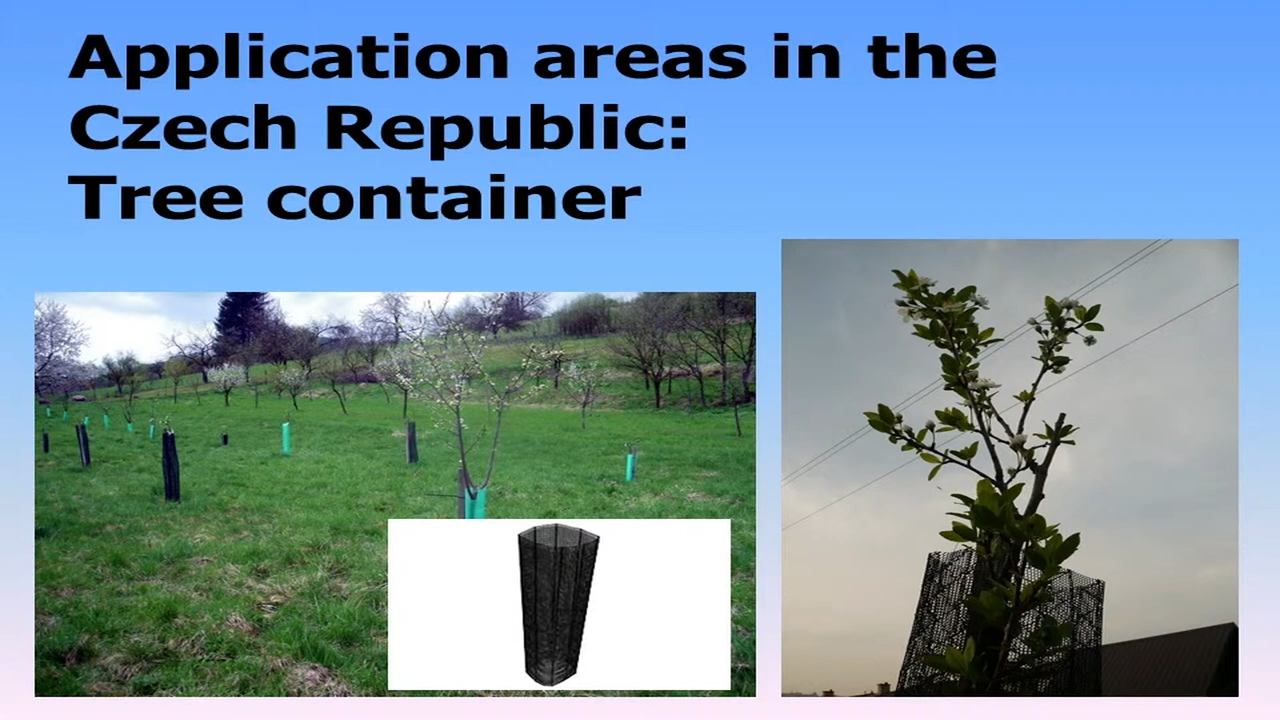 Application areas in the
Czech Republic:
Tree container